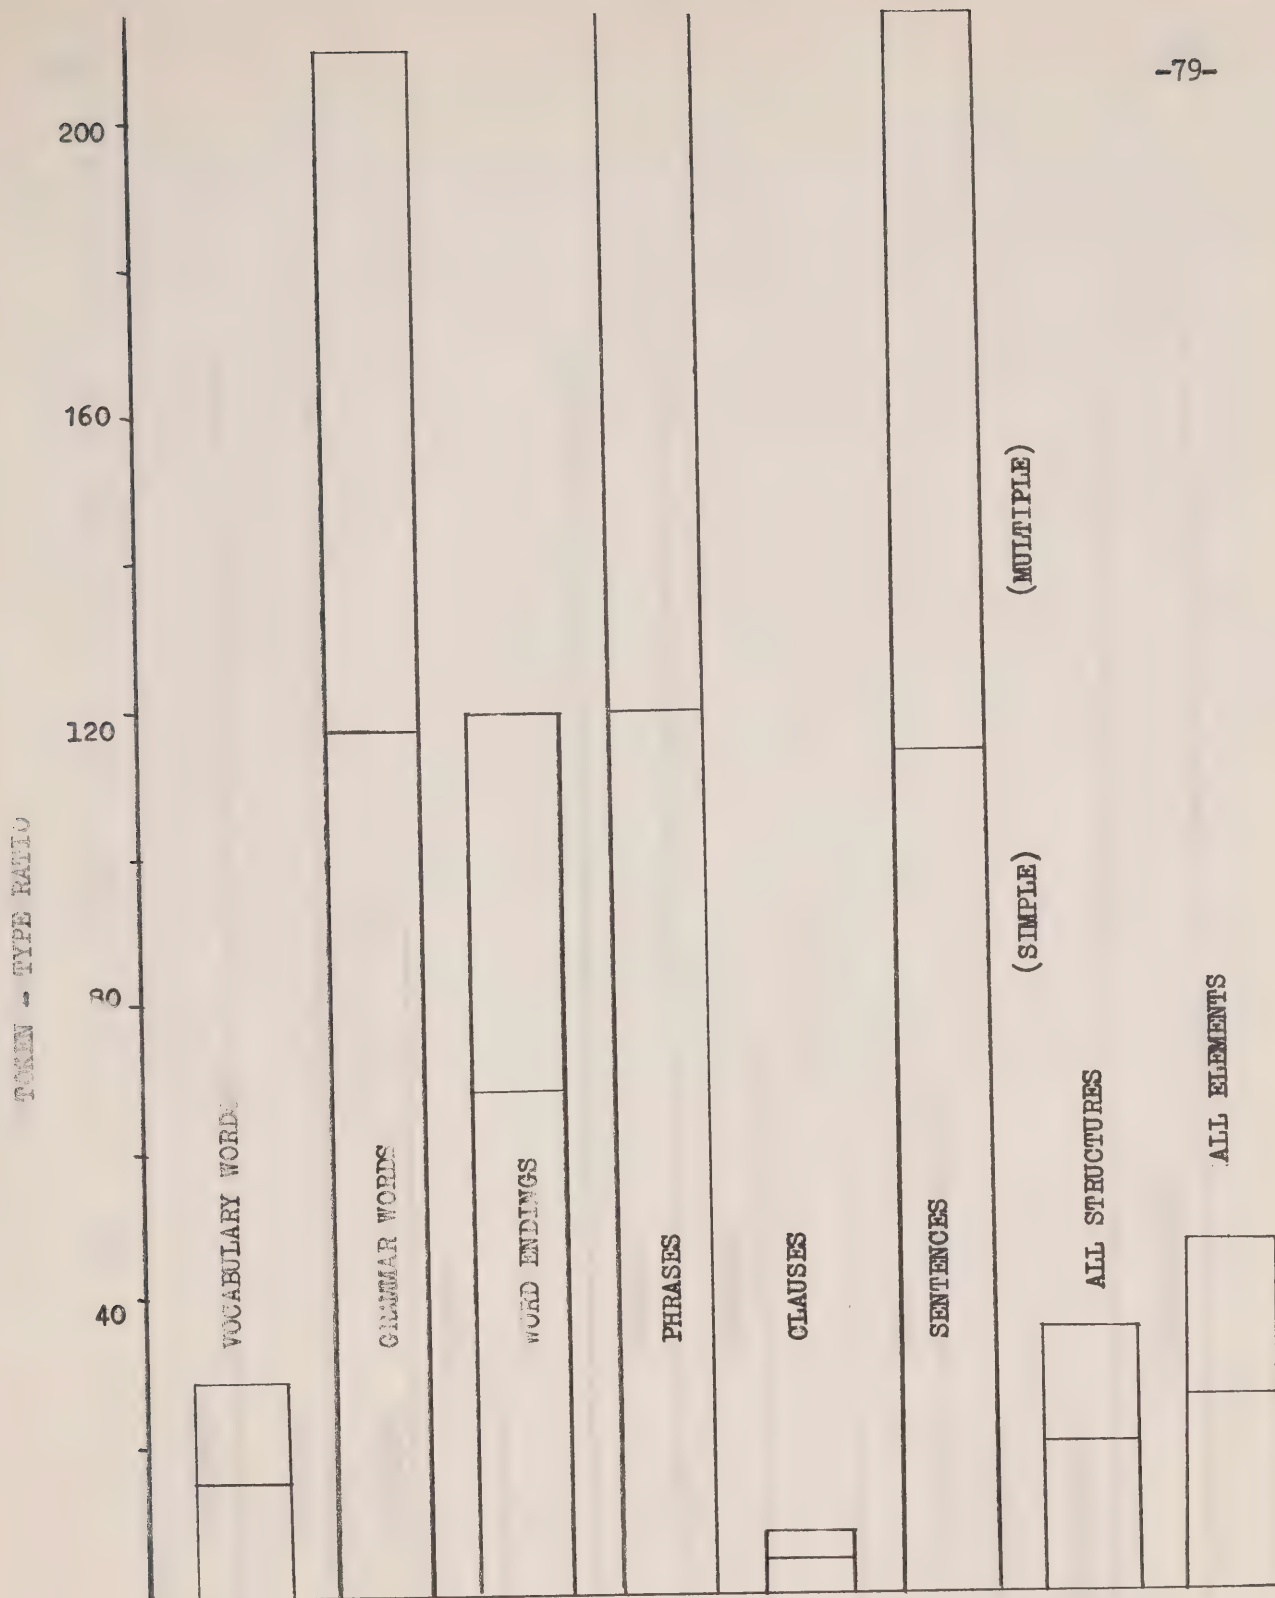 -79-
200
160
120
80
40
TOKEN - TYPE RATIO
VOCABULARY WORDS
GRAMMAR WORDS
WORD ENDINGS
PHRASES
CLAUSES
SENTENCES
(MULTIPLE)
(SIMPLE)
ALL STRUCTURES
ALL ELEMENTS